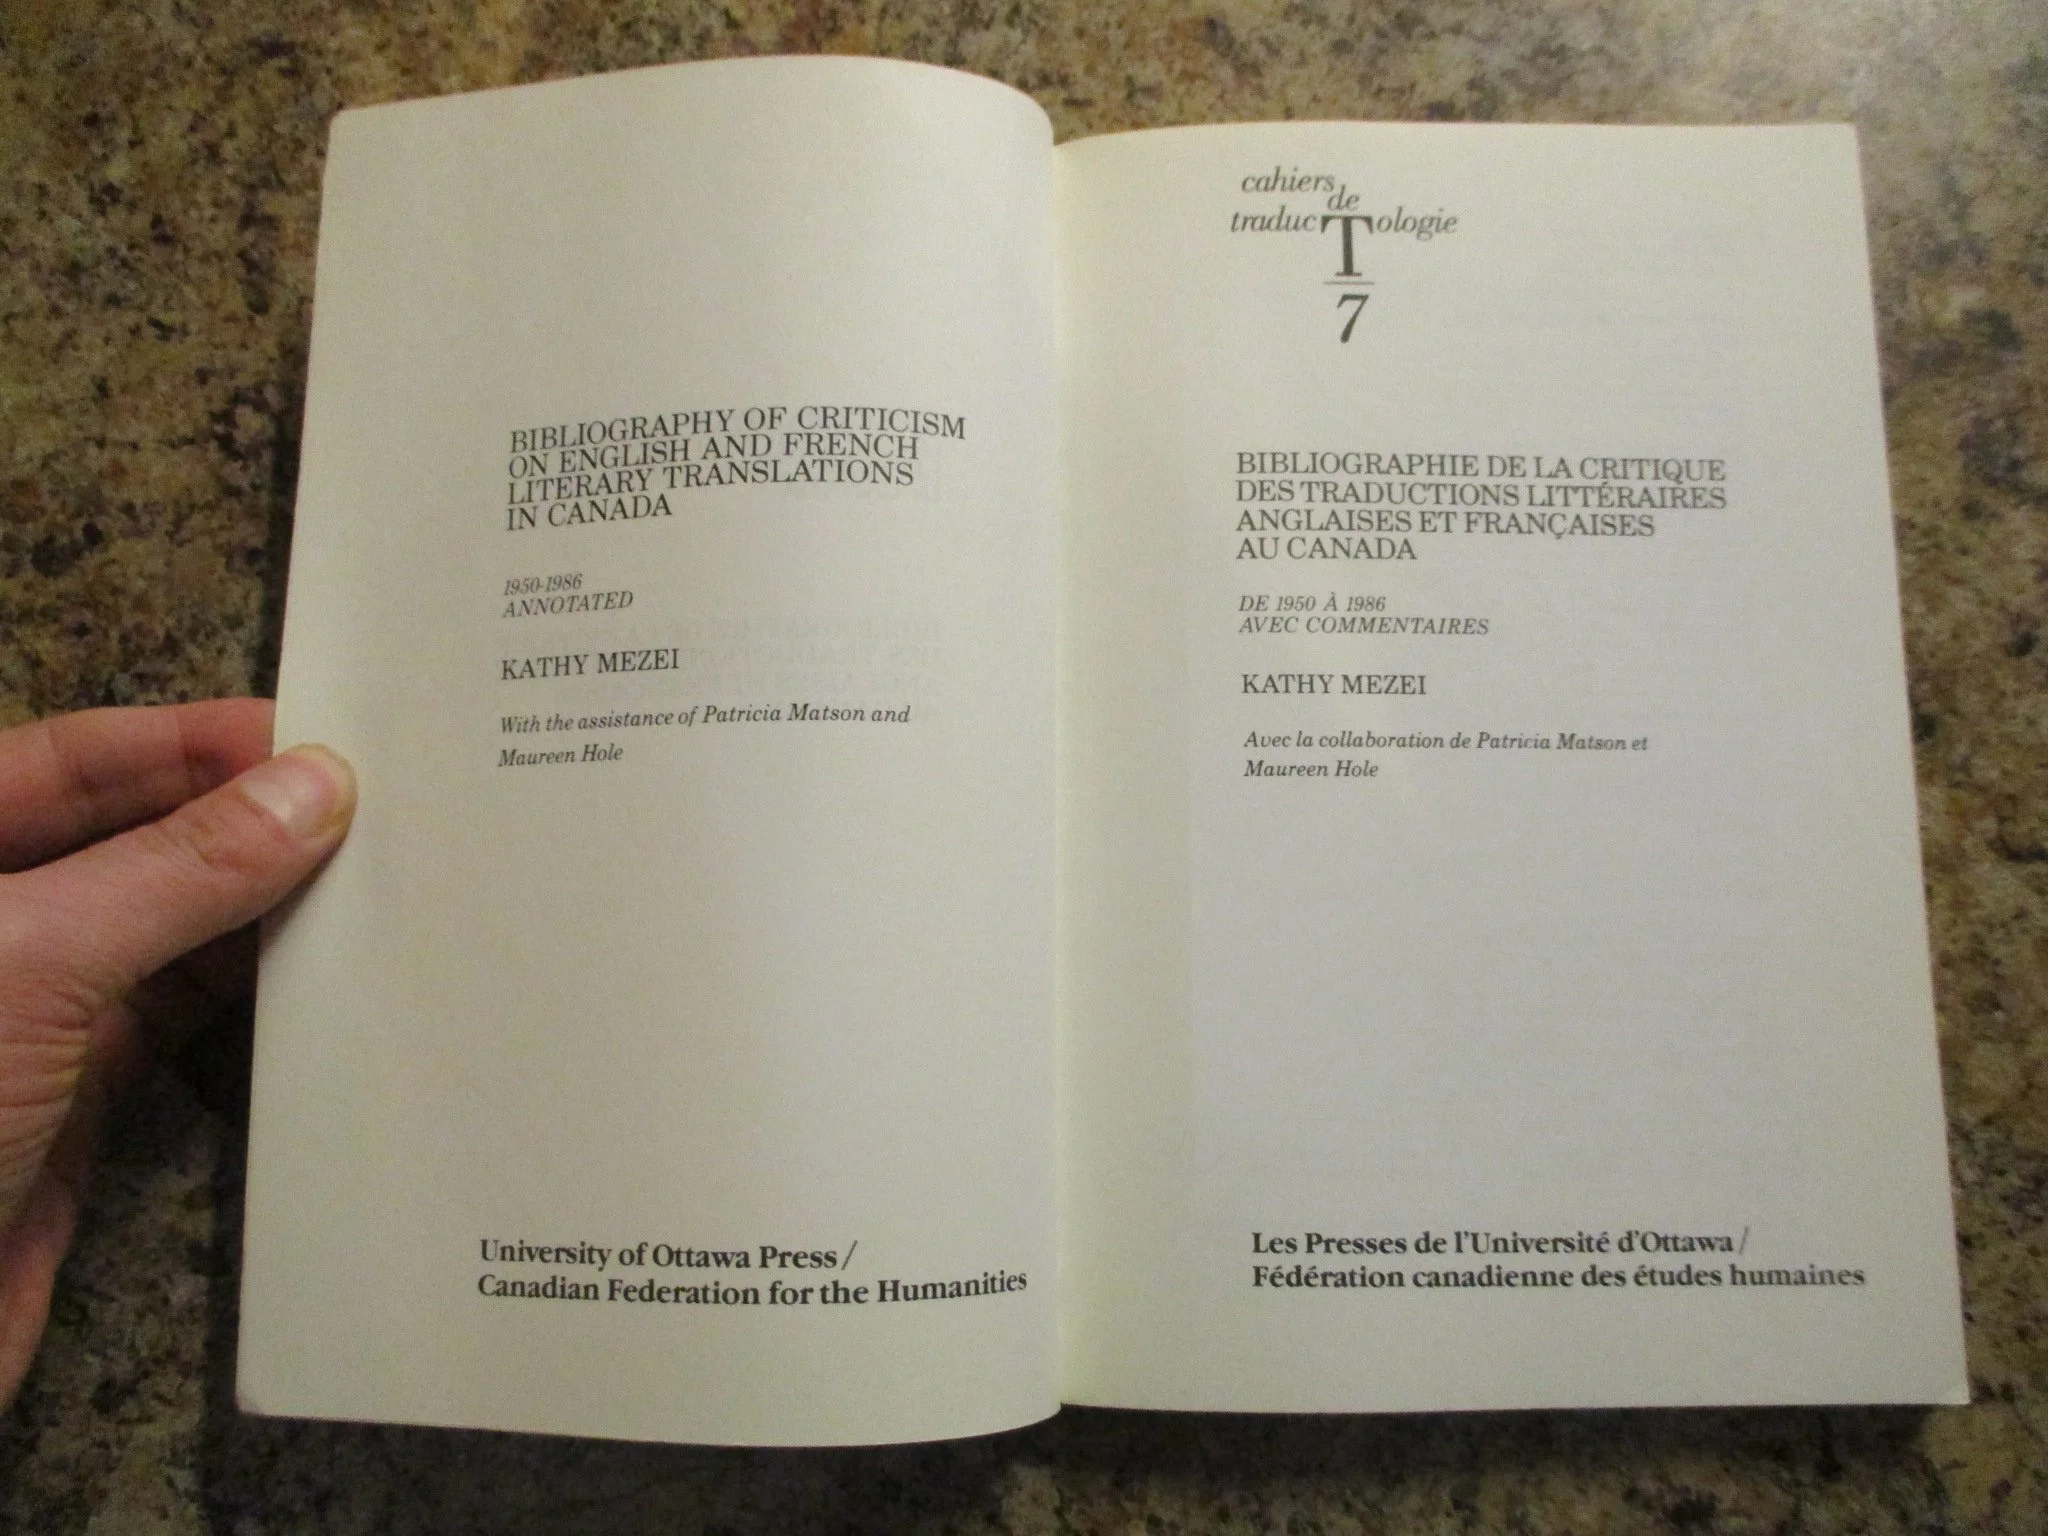 BIBLIOGRAPHY OF CRITICISM
ON ENGLISH AND FRENCH
LITERARY TRANSLATIONS
IN CANADA
1950-1986
ANNOTATED
KATHY MEZEI
With the assistance of Patricia Matson and
Maureen Hole
University of Ottawa Press/
Canadian Federation for the Humanities
cahiers
de
traducTologie
7
BIBLIOGRAPHIE DE LA CRITIQUE
DES TRADUCTIONS LITTÉRAIRES
ANGLAISES ET FRANÇAISES
AU CANADA
DE 1950 À 1986
AVEC COMMENTAIRES
KATHY MEZEI
Avec la collaboration de Patricia Matson et
Maureen Hole
Les Presses de l'Université d'Ottawa/
Fédération canadienne des études humaines